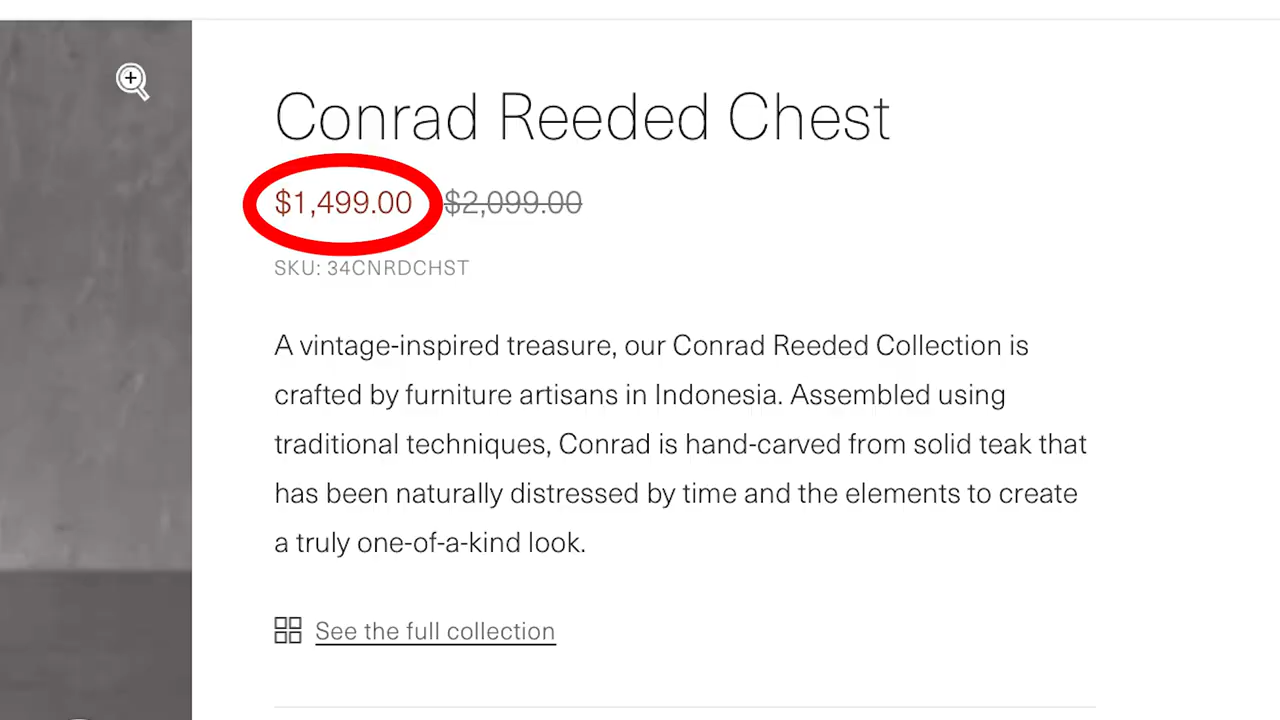 Conrad Reeded Chest
$1,499.00 $2,099.00
SKU: 34CNRDCHST
A vintage-inspired treasure, our Conrad Reeded Collection is
crafted by furniture artisans in Indonesia. Assembled using
traditional techniques, Conrad is hand-carved from solid teak that
has been naturally distressed by time and the elements to create
a truly one-of-a-kind look.
See the full collection